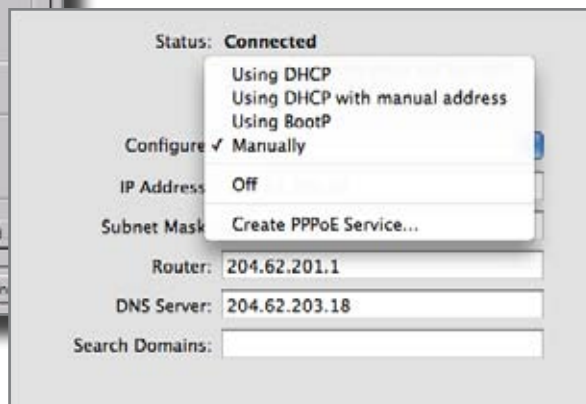 Status: Connected
Using DHCP
Using DHCP with manual address
Using BootP
Configure ✓ Manually
IP Address Off
Subnet Mask Create PPPoE Service...
Router: 204.62.201.1
DNS Server: 204.62.203.18
Search Domains: